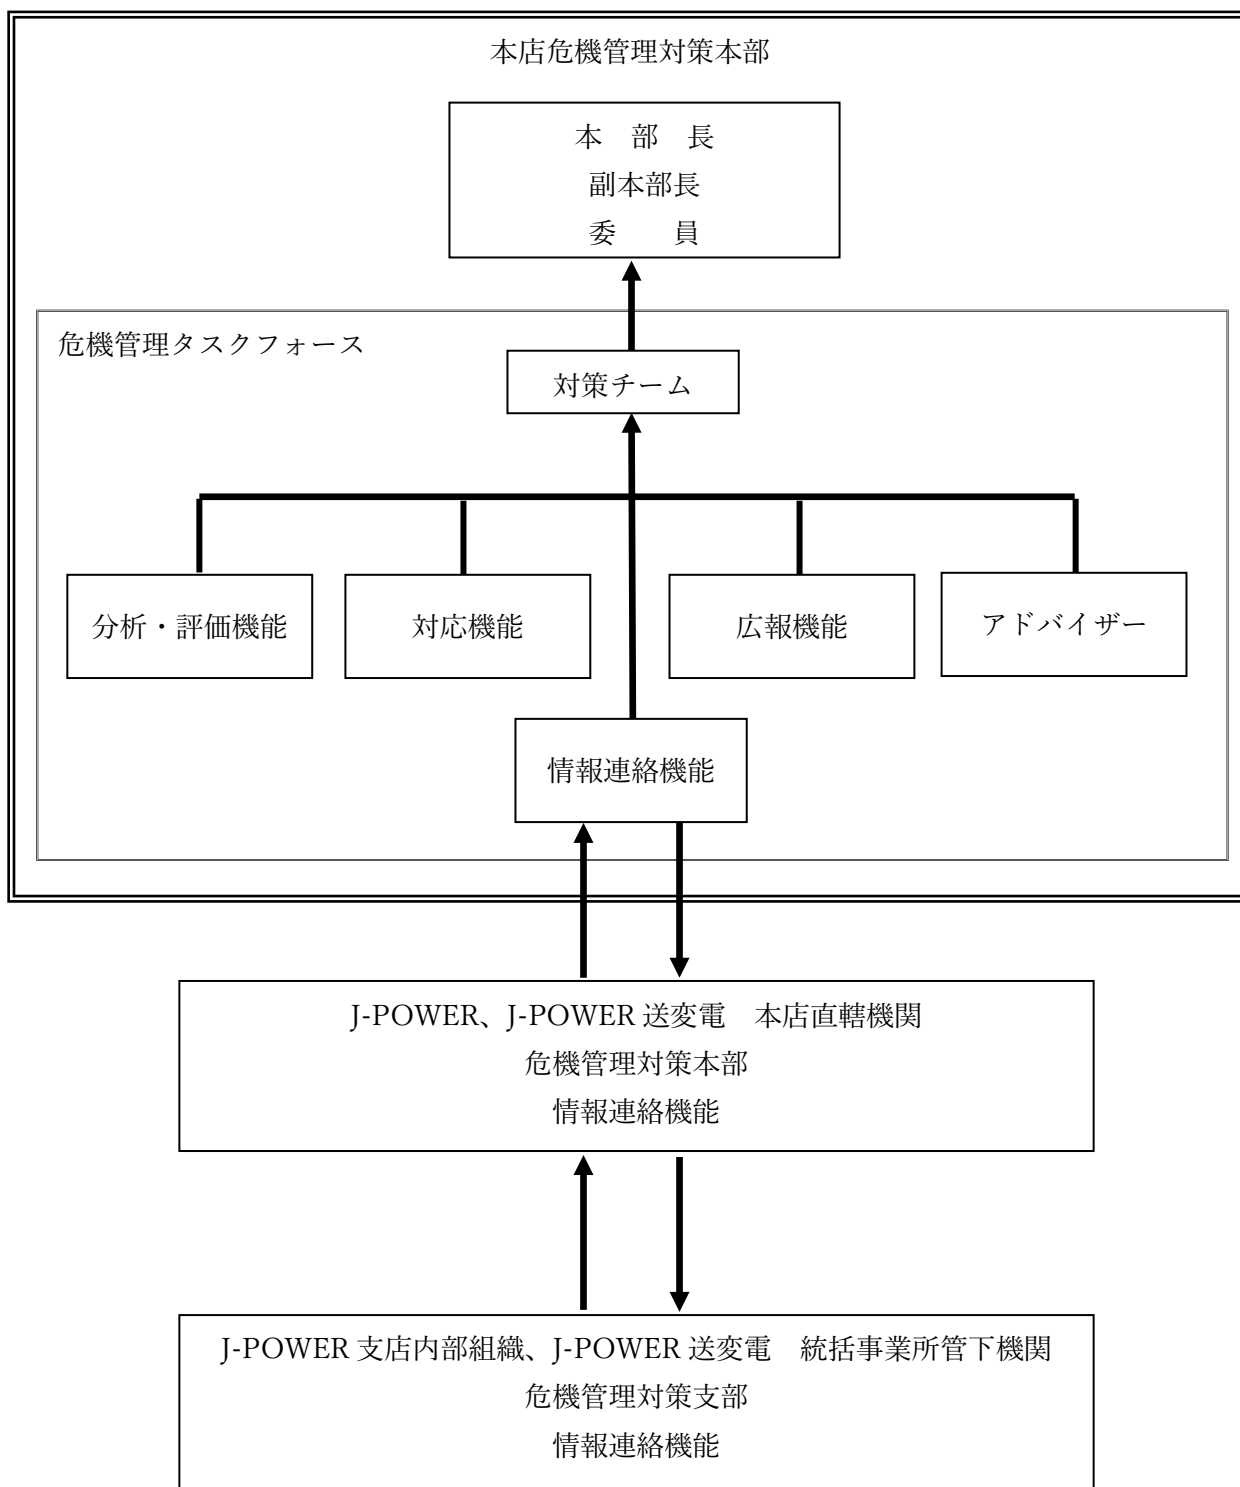 本店危機管理対策本部
本　部　長
副本部長
委　　員
危機管理タスクフォース
対策チーム
分析・評価機能
対応機能
広報機能
アドバイザー
情報連絡機能
J-POWER、J-POWER 送変電　本店直轄機関
危機管理対策本部
情報連絡機能
J-POWER 支店内部組織、J-POWER 送変電　統括事業所管下機関
危機管理対策支部
情報連絡機能